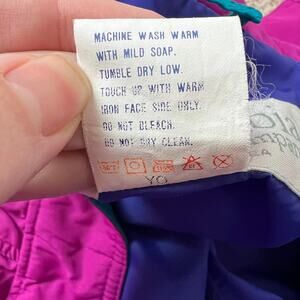 MACHINE WASH WARM
WITH MILD SOAP.
TUMBLE DRY LOW.
TOUCH UP WITH WARM
IRON FACE SIDE ONLY.
DO NOT BLEACH.
DO NOT DRY CLEAN.
YO